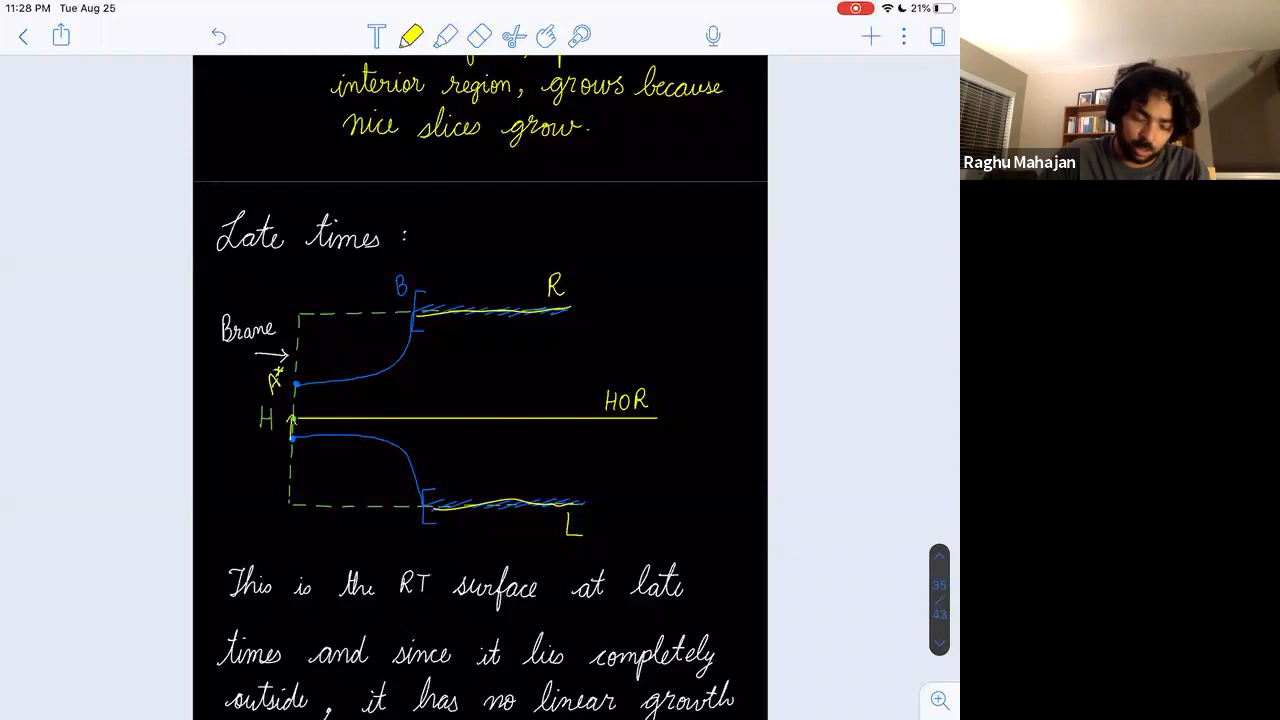 11:28 PM Tue Aug 25
21%
interior region, grows because
nice slices grow.
Raghu Mahajan
Late times :
B
R
Brane
A*
H
HOR
L
This is the RT surface at late
times and since it lies completely
outside, it has no linear growth
35
/
43